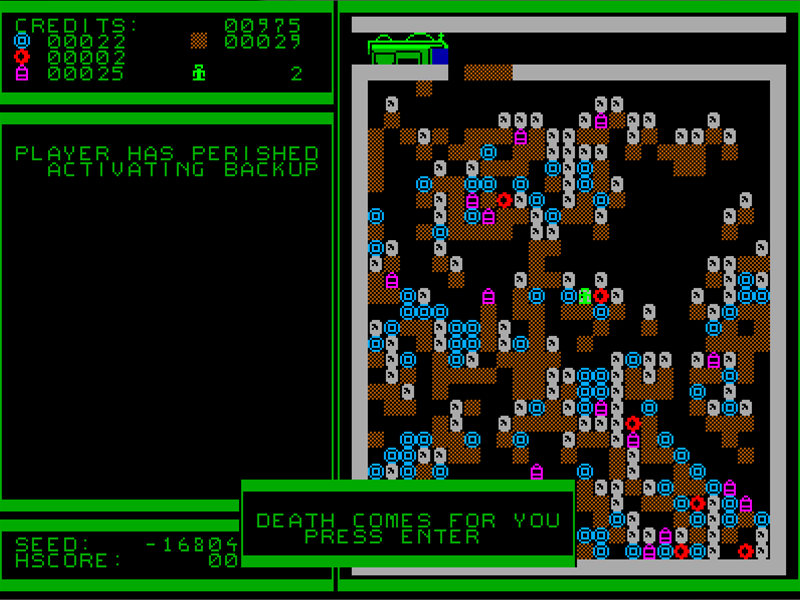 CREDITS: 00975
00022 00029
00002
00025 2
PLAYER HAS PERISHED
ACTIVATING BACKUP
DEATH COMES FOR YOU
PRESS ENTER
SEED: -16804
HSCORE: 00